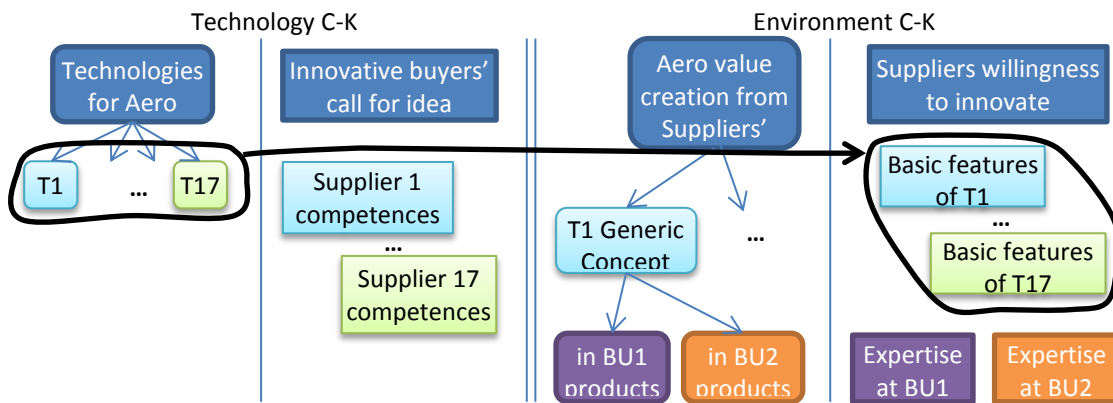 Technology C-K
Environment C-K
Technologies
for Aero
Innovative buyers'
call for idea
Aero value
creation from
Suppliers'
Suppliers willingness
to innovate
T1
...
T17
Supplier 1
competences
...
Supplier 17
competences
T1 Generic
Concept
...
Basic features
of T1
...
Basic features
of T17
in BU1
products
in BU2
products
Expertise
at BU1
Expertise
at BU2